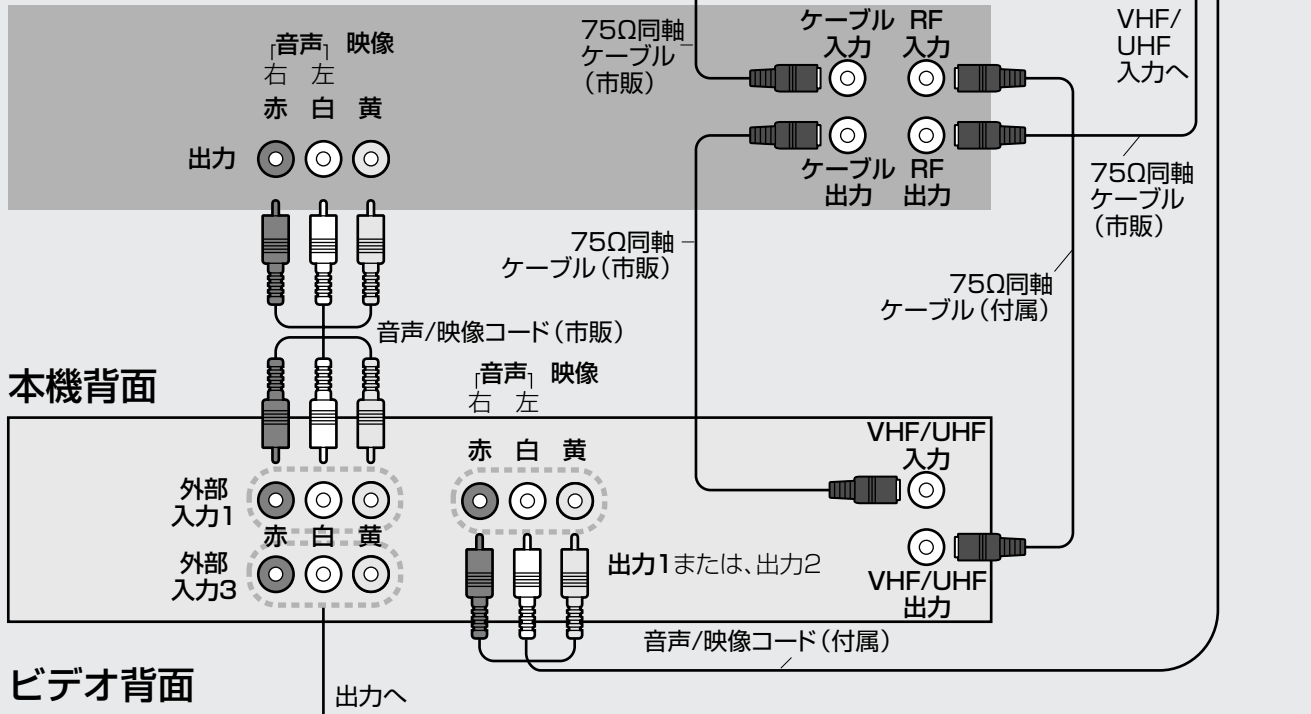 75Ω同軸
ケーブル
（市販）
ケーブル
入力
RF
入力
VHF/
UHF
入力へ
音声 映像
右 左
赤 白 黄
出力
ケーブル
出力
RF
出力
75Ω同軸
ケーブル
（市販）
75Ω同軸
ケーブル（市販）
75Ω同軸
ケーブル（付属）
音声/映像コード（市販）
本機背面
音声 映像
右 左
赤 白 黄
VHF/UHF
入力
外部
入力1
赤 白 黄
外部
入力3
出力1または、出力2
VHF/UHF
出力
音声/映像コード（付属）
ビデオ背面
出力へ